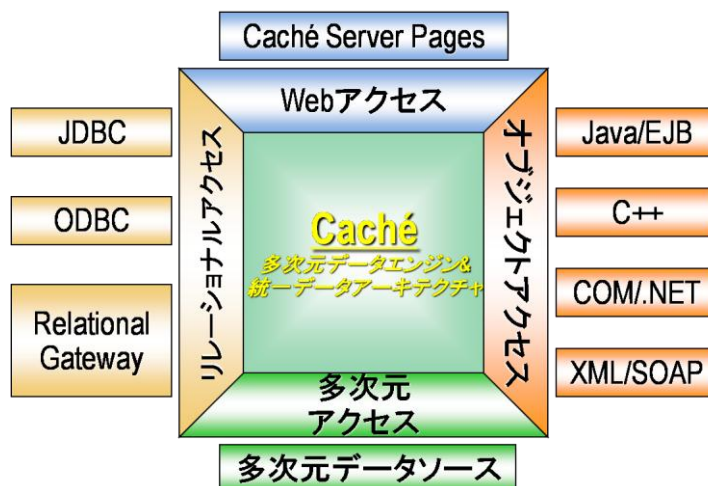 Caché Server Pages
Webアクセス
JDBC
ODBC
Relational
Gateway
リレーショナルアクセス
Caché
多次元データエンジン&
統一データアーキテクチャ
オブジェクトアクセス
Java/EJB
C++
COM/.NET
XML/SOAP
多次元
アクセス
多次元データソース